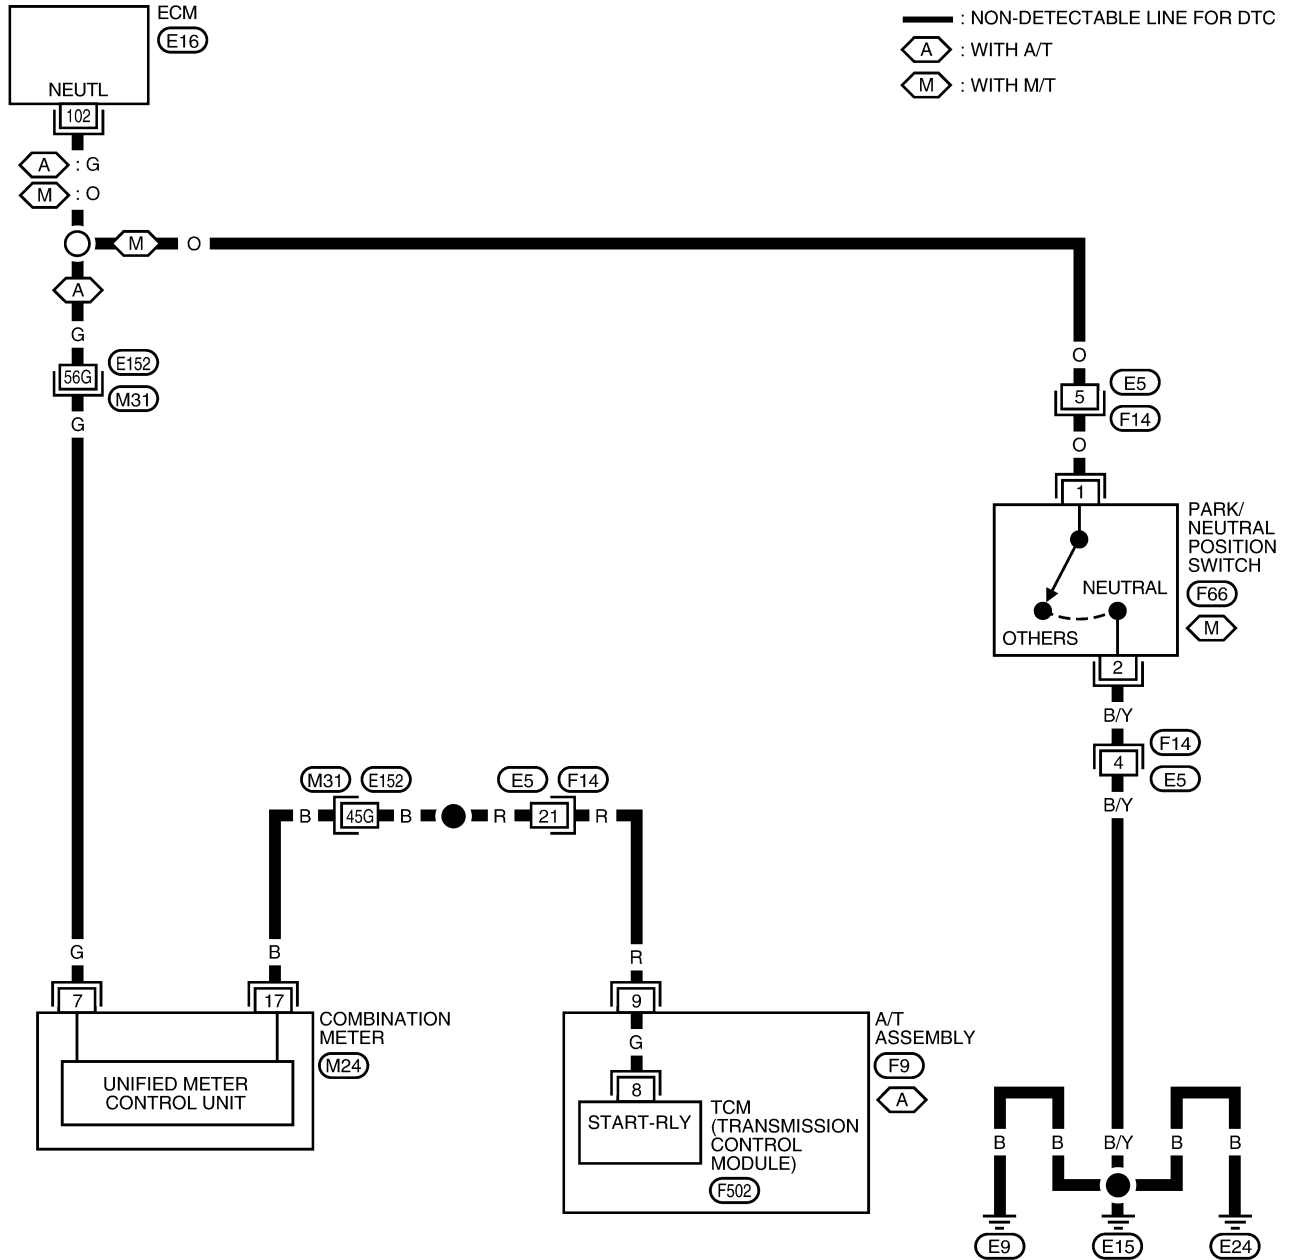 ECM
E16
NEUTL
102
: NON-DETECTABLE LINE FOR DTC
A : WITH A/T
M : WITH M/T
A : G
M : O
M O
A
G
56G
E152
M31
G
O
5
E5
F14
O
1
PARK/
NEUTRAL
POSITION
SWITCH
F66
M
NEUTRAL
OTHERS
2
B/Y
4
F14
E5
B/Y
M31 E152 E5 F14
B 45G B R 21 R
G B R
7 17 9
COMBINATION
METER
M24
UNIFIED METER
CONTROL UNIT
A/T
ASSEMBLY
F9
A
G
8
START-RLY
TCM
(TRANSMISSION
CONTROL
MODULE)
F502
B B B/Y B B
E9 E15 E24